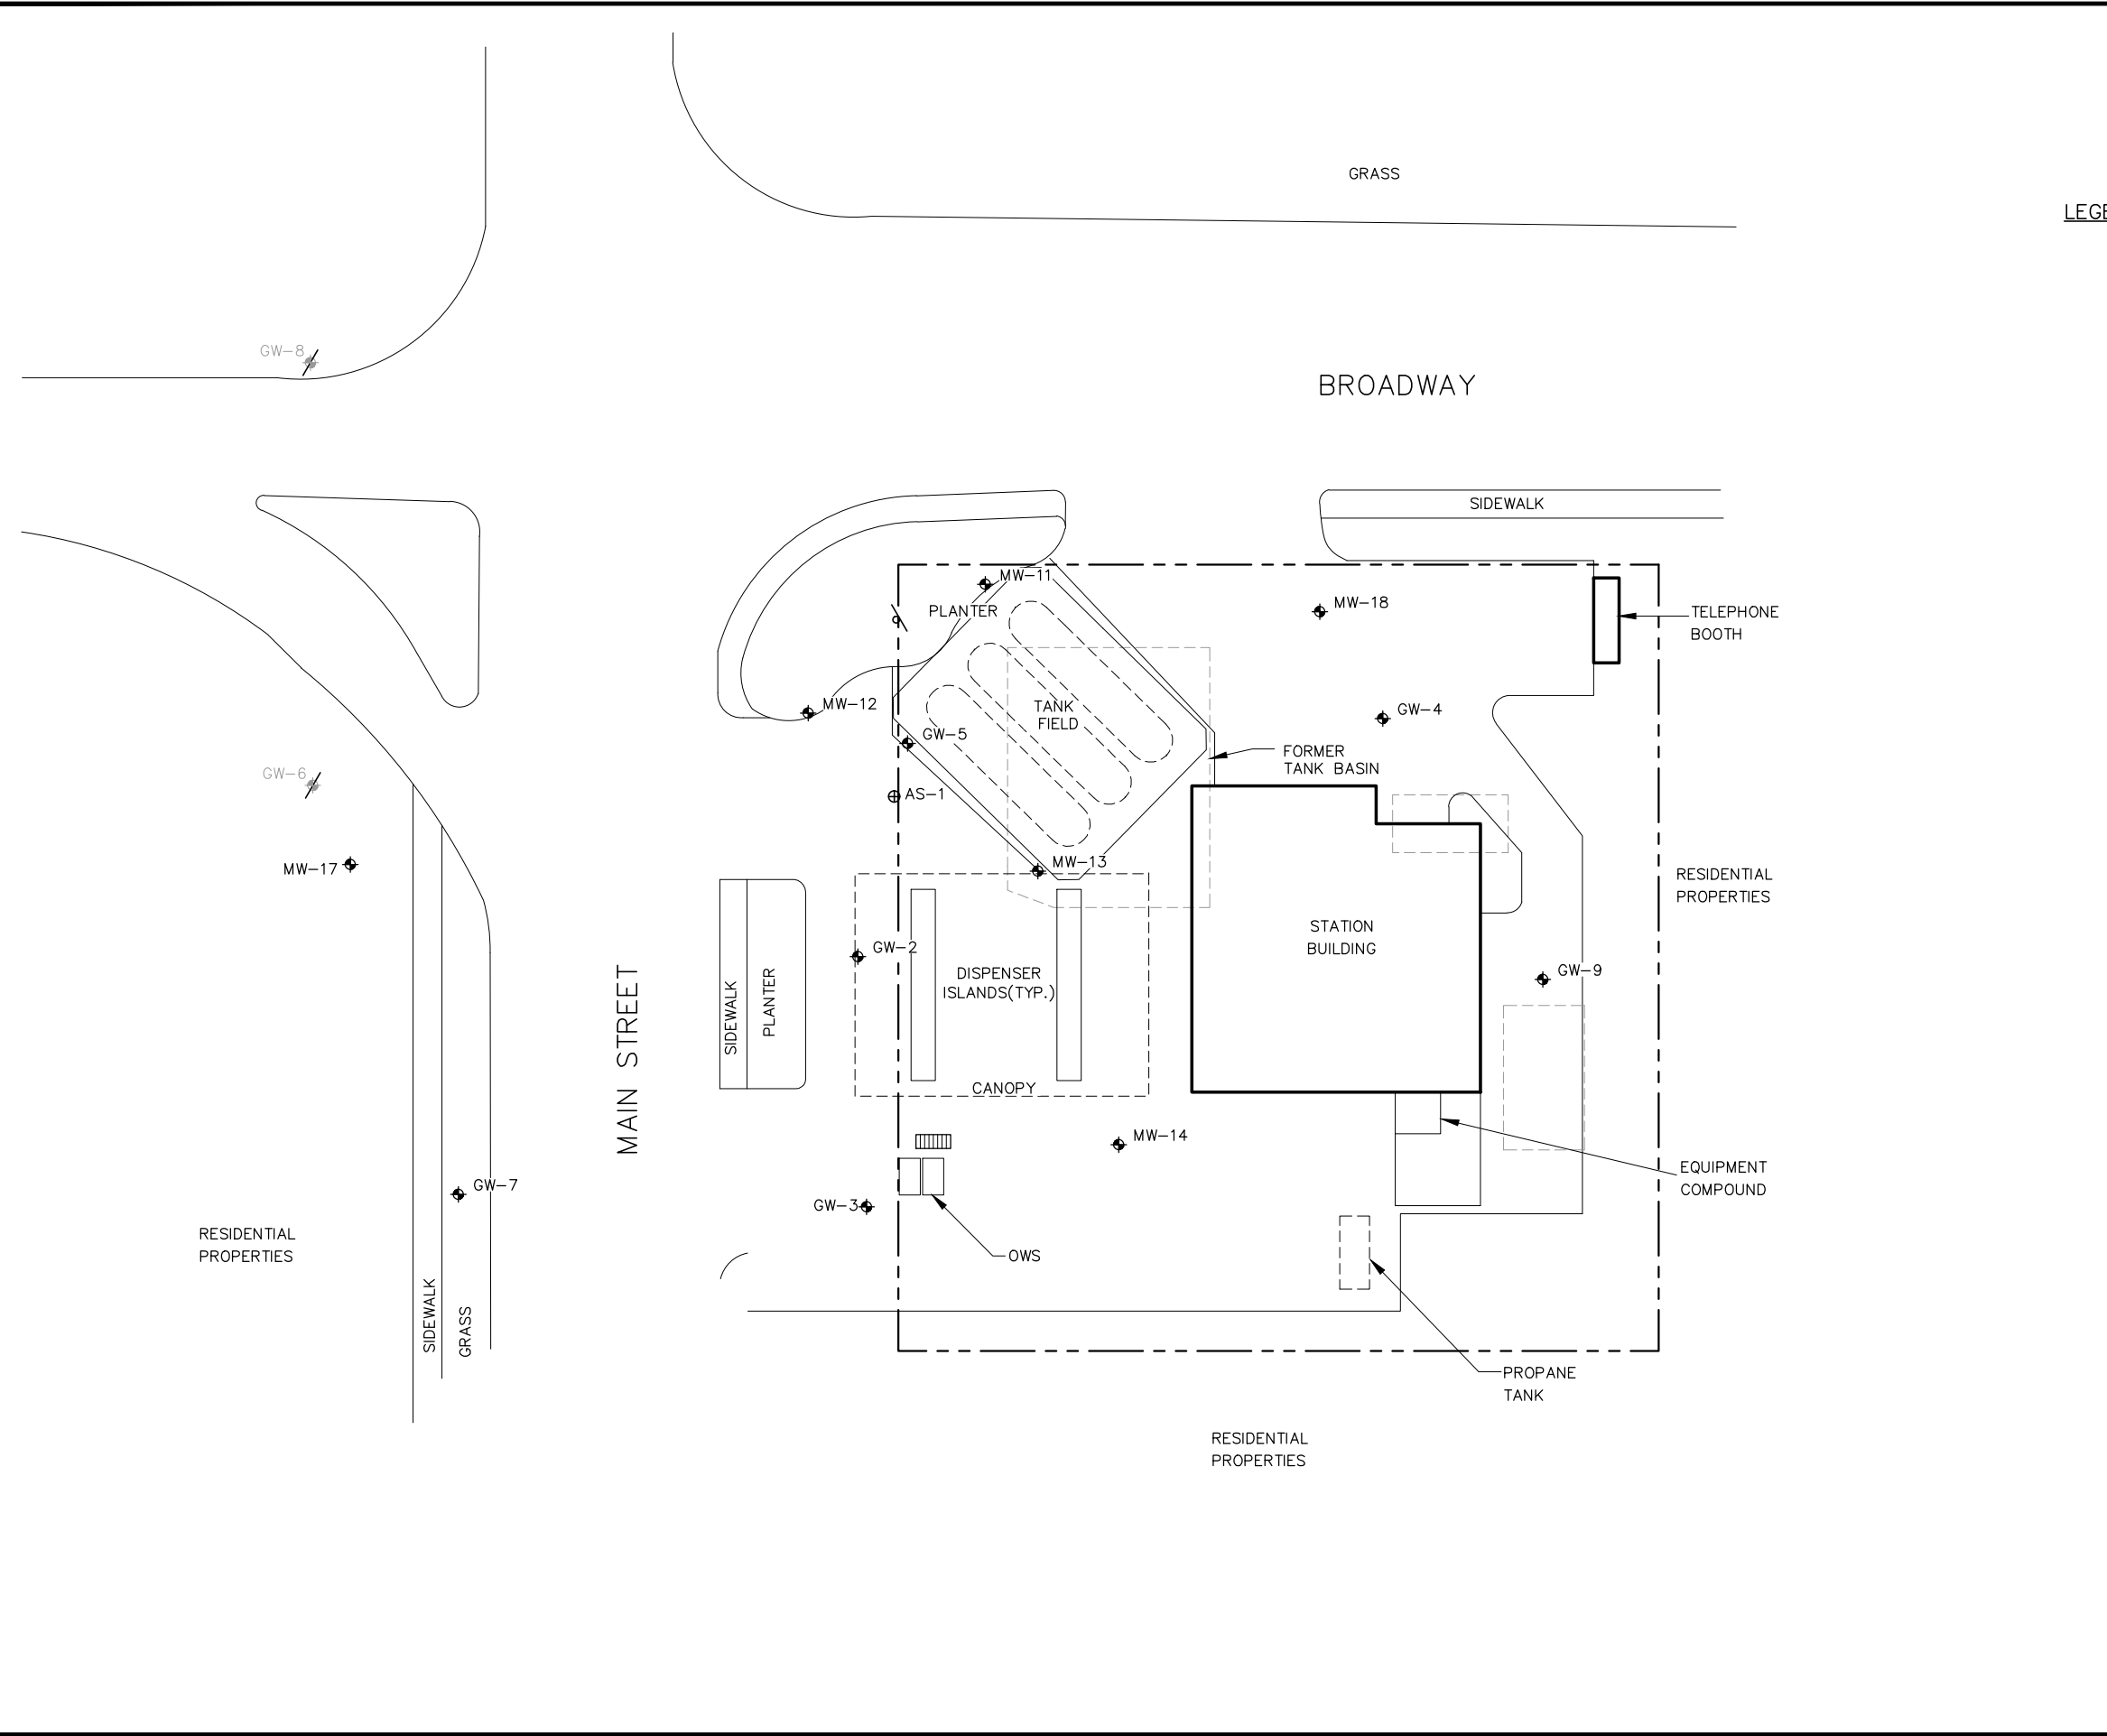 GRASS
LEGE
GW-8
BROADWAY
SIDEWALK
MW-11
MW-18
PLANTER
TELEPHONE
BOOTH
MW-12
TANK
FIELD
GW-4
GW-5
FORMER
TANK BASIN
GW-6
AS-1
MW-17
MW-13
RESIDENTIAL
PROPERTIES
STATION
BUILDING
GW-2
DISPENSER
ISLANDS(TYP.)
GW-9
SIDEWALK
PLANTER
MAIN STREET
CANOPY
MW-14
EQUIPMENT
COMPOUND
GW-7
GW-3
RESIDENTIAL
PROPERTIES
OWS
SIDEWALK
GRASS
PROPANE
TANK
RESIDENTIAL
PROPERTIES